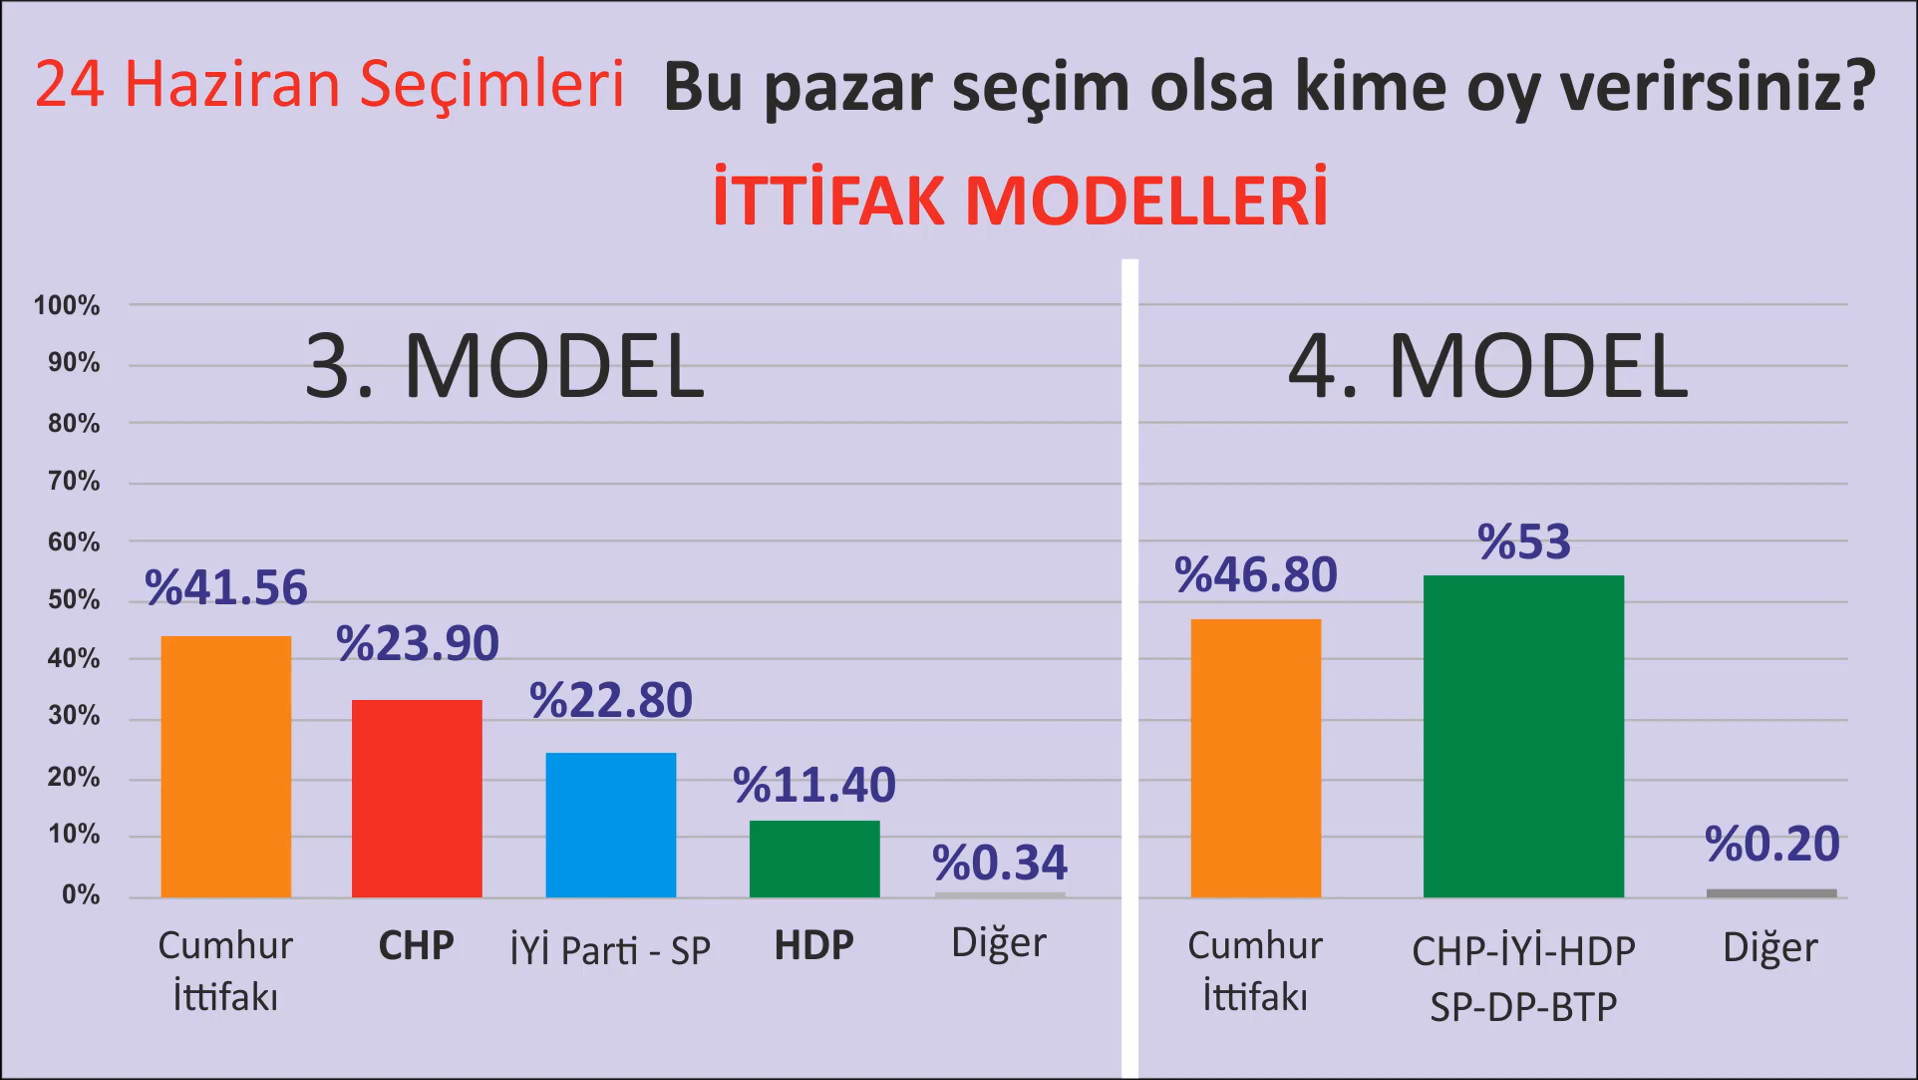 24 Haziran Seçimleri Bu pazar seçim olsa kime oy verirsiniz?
İTTİFAK MODELLERİ
3. MODEL
100%
90%
80%
70%
60%
50%
40%
30%
20%
10%
0%
%41.56
%23.90
%22.80
%11.40
%0.34
Cumhur
İttifakı
CHP
İYİ Parti - SP
HDP
Diğer
4. MODEL
%46.80
%53
%0.20
Cumhur
İttifakı
CHP-İYİ-HDP
SP-DP-BTP
Diğer